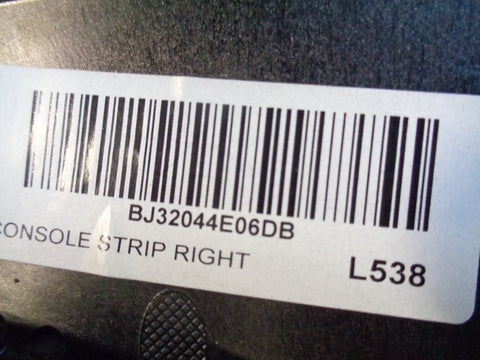 BJ32044E06DB
CONSOLE STRIP RIGHT
L538